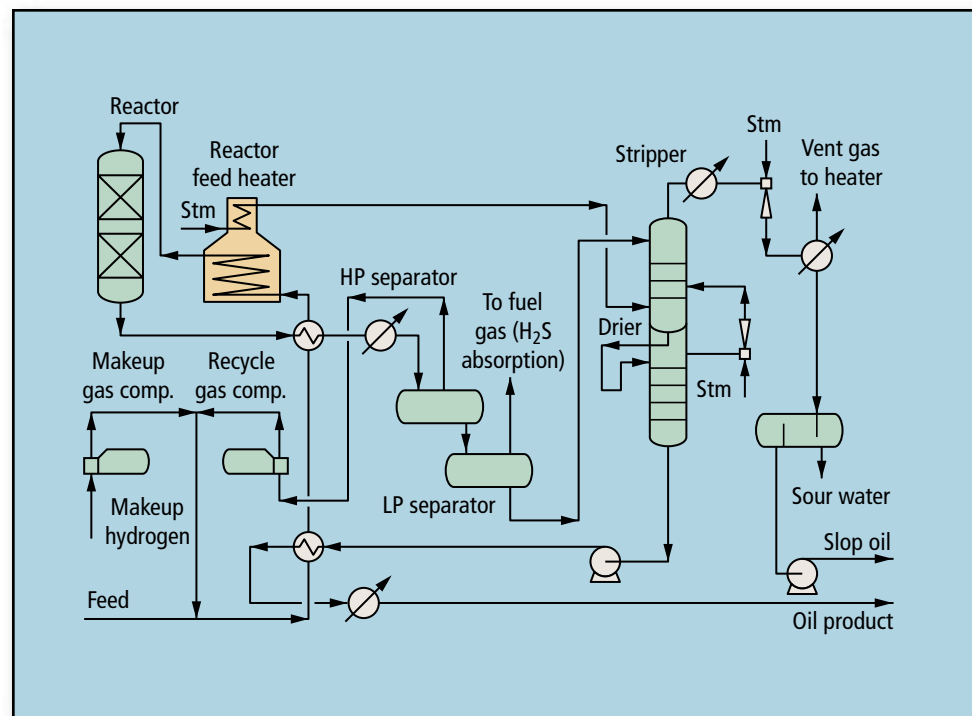 Reactor
Reactor
feed heater
Stm
Stripper
Stm
Vent gas
to heater
HP separator
To fuel
gas (H₂S
absorption)
Drier
Stm
Makeup
gas comp.
Recycle
gas comp.
Makeup
hydrogen
LP separator
Sour water
Slop oil
Feed
Oil product